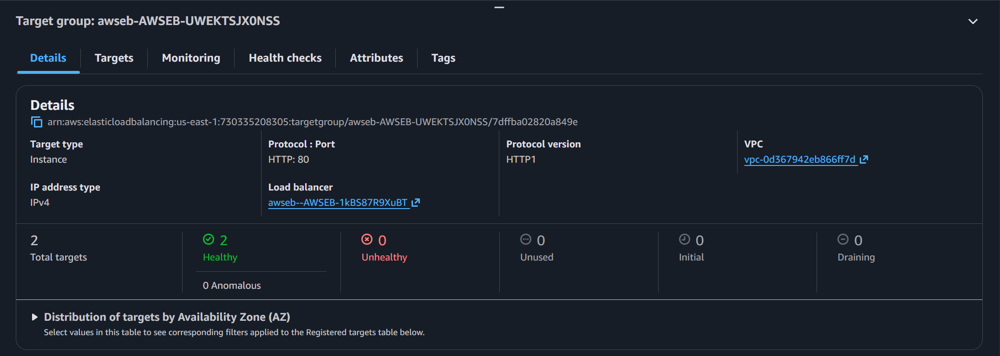 Target group: awseb-AWSEB-UWEKTSJX0NSS
Details
Targets
Monitoring
Health checks
Attributes
Tags
Details
arn:aws:elasticloadbalancing:us-east-1:730335208305:targetgroup/awseb-AWSEB-UWEKTSJX0NSS/7dffba02820a849e
Target type
Instance
Protocol : Port
HTTP: 80
Protocol version
HTTP1
VPC
vpc-0d367942eb866ff7d
IP address type
IPv4
Load balancer
awseb--AWSEB-1kBS87R9XuBT
2
Total targets
2
Healthy
0 Anomalous
0
Unhealthy
0
Unused
0
Initial
0
Draining
Distribution of targets by Availability Zone (AZ)
Select values in this table to see corresponding filters applied to the Registered targets table below.